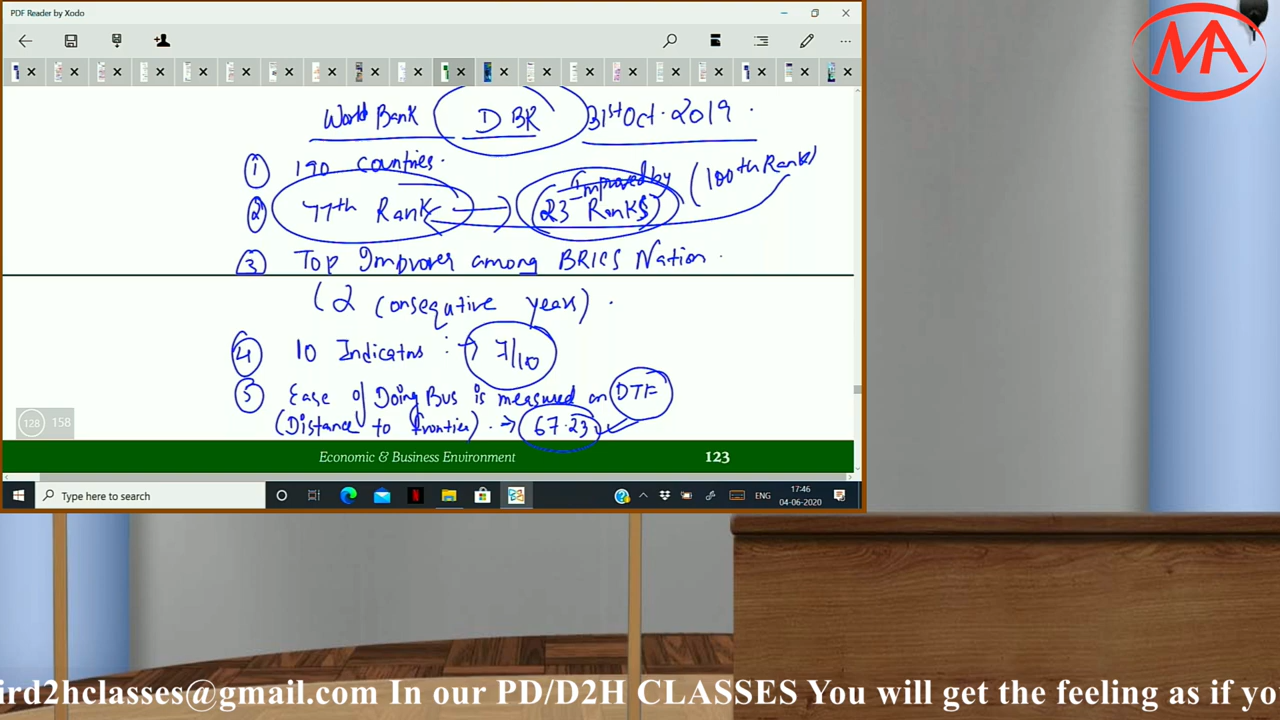 PDF Reader by Xodo
MA
World Bank DBR 31st Oct. 2019.
① 190 Countries.
② 77th Rank → Improved by 23 Ranks (100th Rank)
③ Top Improver among BRICS Nation.
(2 Consequtive years).
④ 10 Indicators : → 7/10
⑤ Ease of Doing Bus is measured on DTF
(Distance to frontier). → 67.23
128 158
Economic & Business Environment 123
Type here to search
ENG
17:46
04-06-2020
ird2hclasses@gmail.com In our PD/D2H CLASSES You will get the feeling as if yo